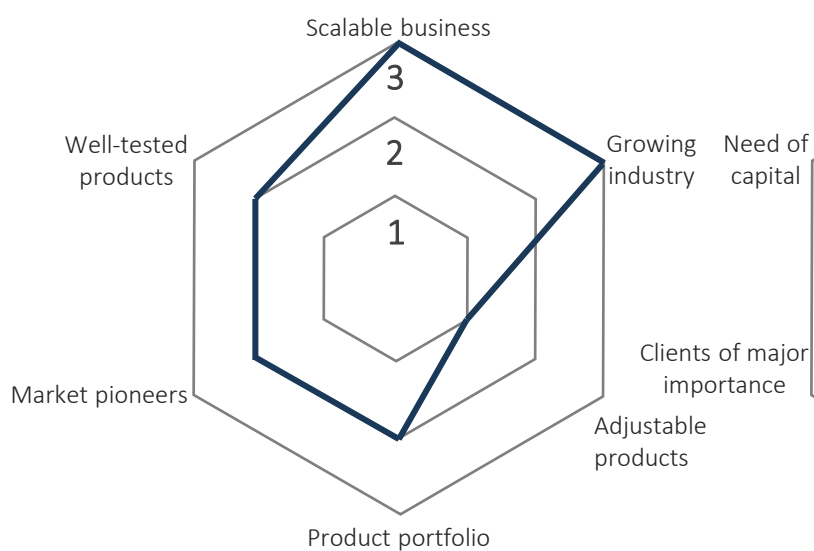 Scalable business
3
Well-tested
products
2
Growing
industry
Need of
capital
1
Clients of major
importance
Market pioneers
Adjustable
products
Product portfolio